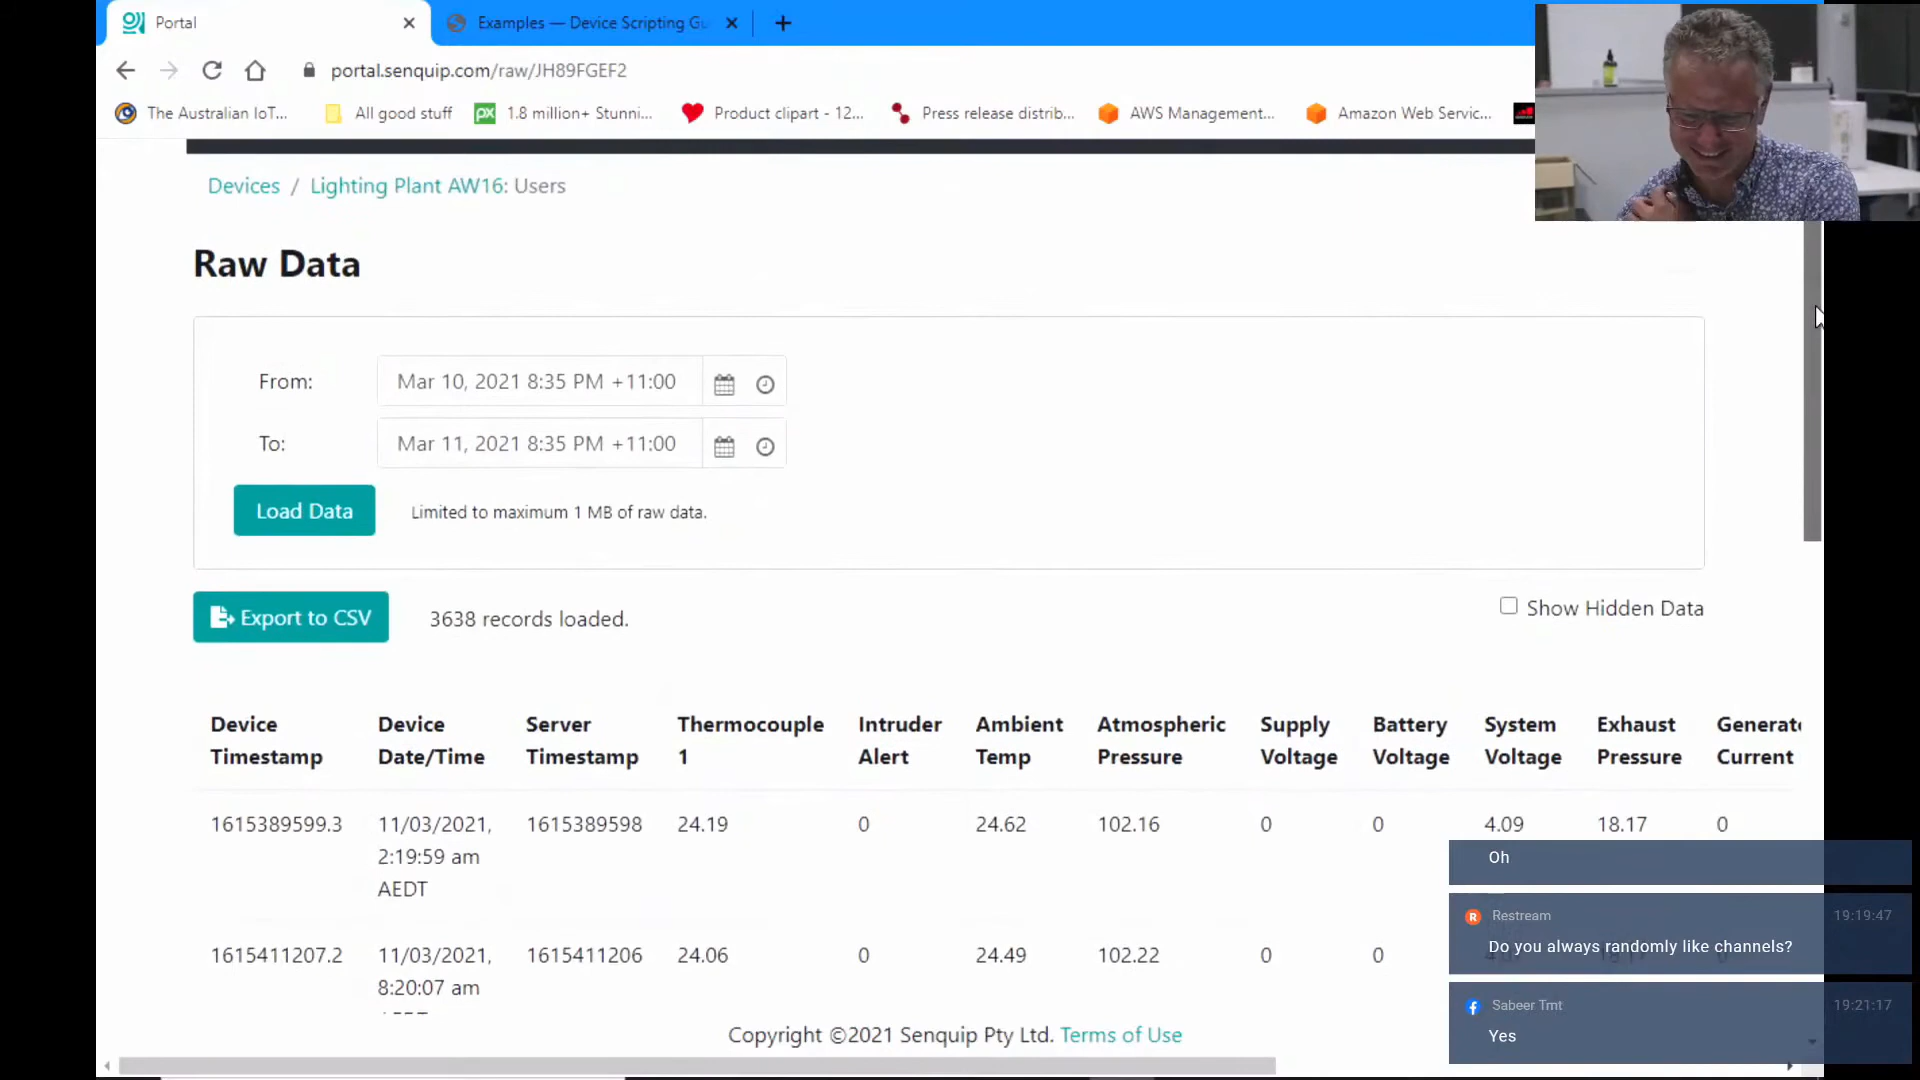 Portal
Examples — Device Scripting Gu
portal.senquip.com/raw/JH89FGEF2
The Australian IoT...
All good stuff
px
1.8 million+ Stunni...
Product clipart - 12...
Press release distrib...
AWS Management...
Amazon Web Servic...
Devices / Lighting Plant AW16: Users
Raw Data
From:
Mar 10, 2021 8:35 PM +11:00
To:
Mar 11, 2021 8:35 PM +11:00
Load Data
Limited to maximum 1 MB of raw data.
Export to CSV
3638 records loaded.
Show Hidden Data
Device Timestamp
Device Date/Time
Server Timestamp
Thermocouple 1
Intruder Alert
Ambient Temp
Atmospheric Pressure
Supply Voltage
Battery Voltage
System Voltage
Exhaust Pressure
Generato Current
1615389599.3
11/03/2021, 2:19:59 am AEDT
1615389598
24.19
0
24.62
102.16
0
0
4.09
18.17
0
1615411207.2
11/03/2021, 8:20:07 am
1615411206
24.06
0
24.49
102.22
0
0
Copyright ©2021 Senquip Pty Ltd. Terms of Use
Oh
R
Restream
19:19:47
Do you always randomly like channels?
Sabeer Tmt
19:21:17
Yes